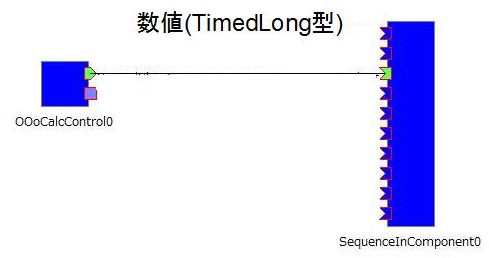 数値(TimedLong型)
OOoCalcControl0
SequenceInComponent0